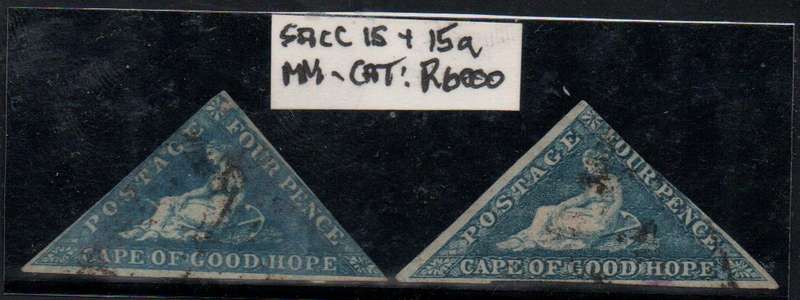 SACC 15 + 15a
MM - CAT: R6000
POSTAGE
FOUR PENCE
CAPE OF GOOD HOPE
POSTAGE
FOUR PENCE
CAPE OF GOOD HOPE